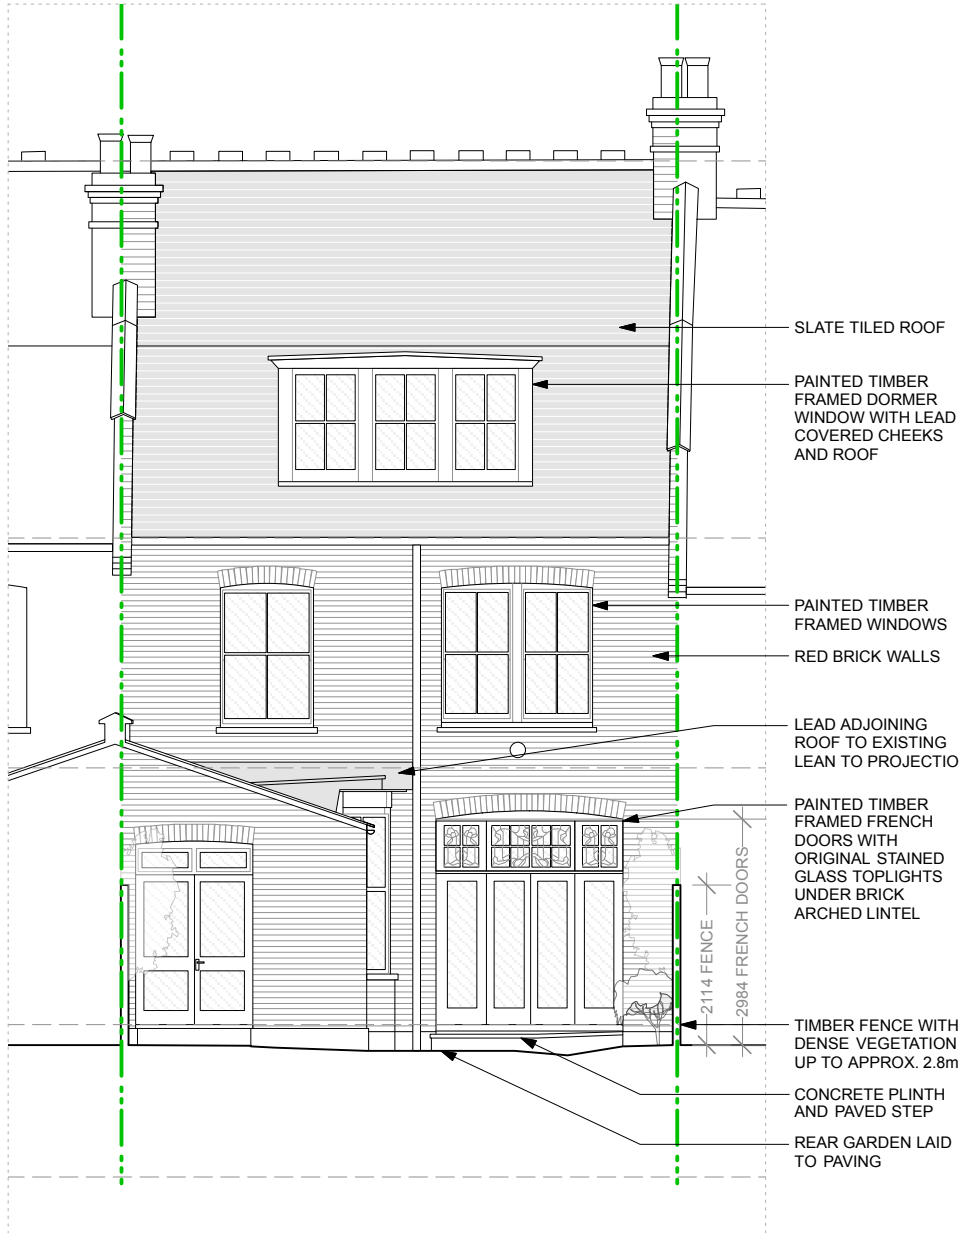 SLATE TILED ROOF
PAINTED TIMBER
FRAMED DORMER
WINDOW WITH LEAD
COVERED CHEEKS
AND ROOF
PAINTED TIMBER
FRAMED WINDOWS
RED BRICK WALLS
LEAD ADJOINING
ROOF TO EXISTING
LEAN TO PROJECTIO
PAINTED TIMBER
FRAMED FRENCH
DOORS WITH
ORIGINAL STAINED
GLASS TOPLIGHTS
UNDER BRICK
ARCHED LINTEL
2114 FENCE
2984 FRENCH DOORS
TIMBER FENCE WITH
DENSE VEGETATION
UP TO APPROX. 2.8m
CONCRETE PLINTH
AND PAVED STEP
REAR GARDEN LAID
TO PAVING